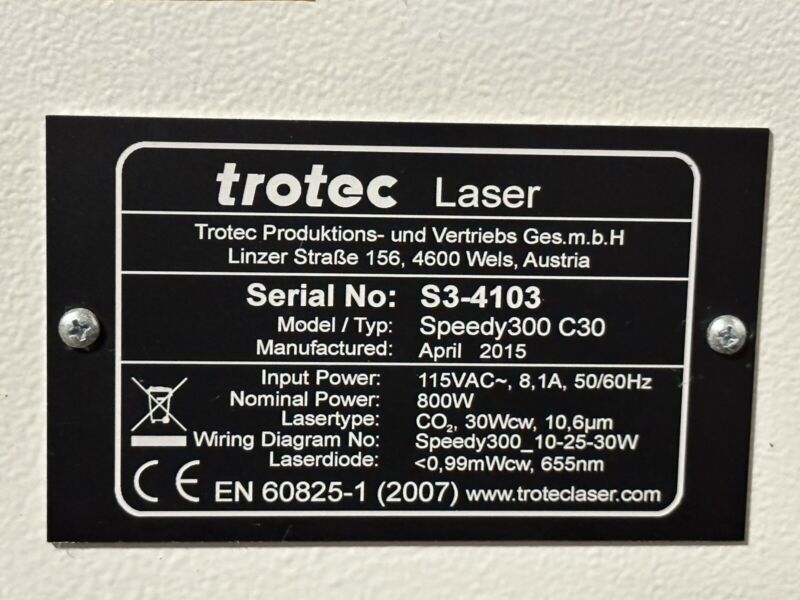 trotec Laser
Trotec Produktions- und Vertriebs Ges.m.b.H
Linzer Straße 156, 4600 Wels, Austria
Serial No: S3-4103
Model / Typ: Speedy300 C30
Manufactured: April 2015
Input Power: 115VAC~, 8,1A, 50/60Hz
Nominal Power: 800W
Lasertype: CO₂, 30Wcw, 10,6µm
Wiring Diagram No: Speedy300_10-25-30W
Laserdiode: <0,99mWcw, 655nm
CE EN 60825-1 (2007) www.troteclaser.com